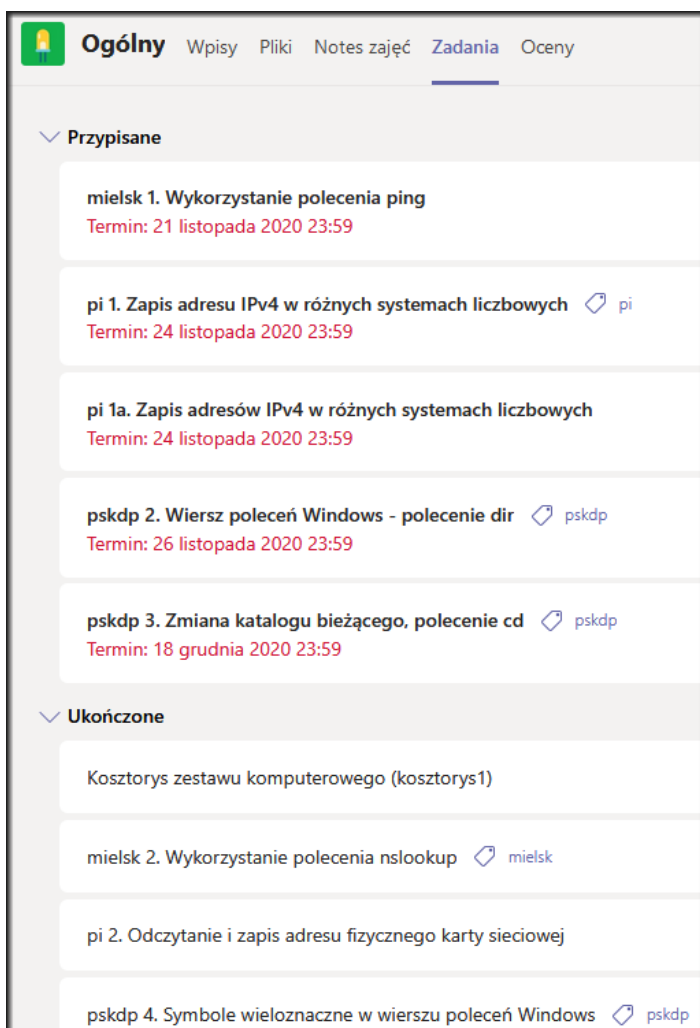 Ogólny Wpisy Pliki Notes zajęć Zadania Oceny
Przypisane
mielsk 1. Wykorzystanie polecenia ping
Termin: 21 listopada 2020 23:59
pi 1. Zapis adresu IPv4 w różnych systemach liczbowych pi
Termin: 24 listopada 2020 23:59
pi 1a. Zapis adresów IPv4 w różnych systemach liczbowych
Termin: 24 listopada 2020 23:59
pskdp 2. Wiersz poleceń Windows - polecenie dir pskdp
Termin: 26 listopada 2020 23:59
pskdp 3. Zmiana katalogu bieżącego, polecenie cd pskdp
Termin: 18 grudnia 2020 23:59
Ukończone
Kosztorys zestawu komputerowego (kosztorys1)
mielsk 2. Wykorzystanie polecenia nslookup mielsk
pi 2. Odczytanie i zapis adresu fizycznego karty sieciowej
pskdp 4. Symbole wieloznaczne w wierszu poleceń Windows pskdp